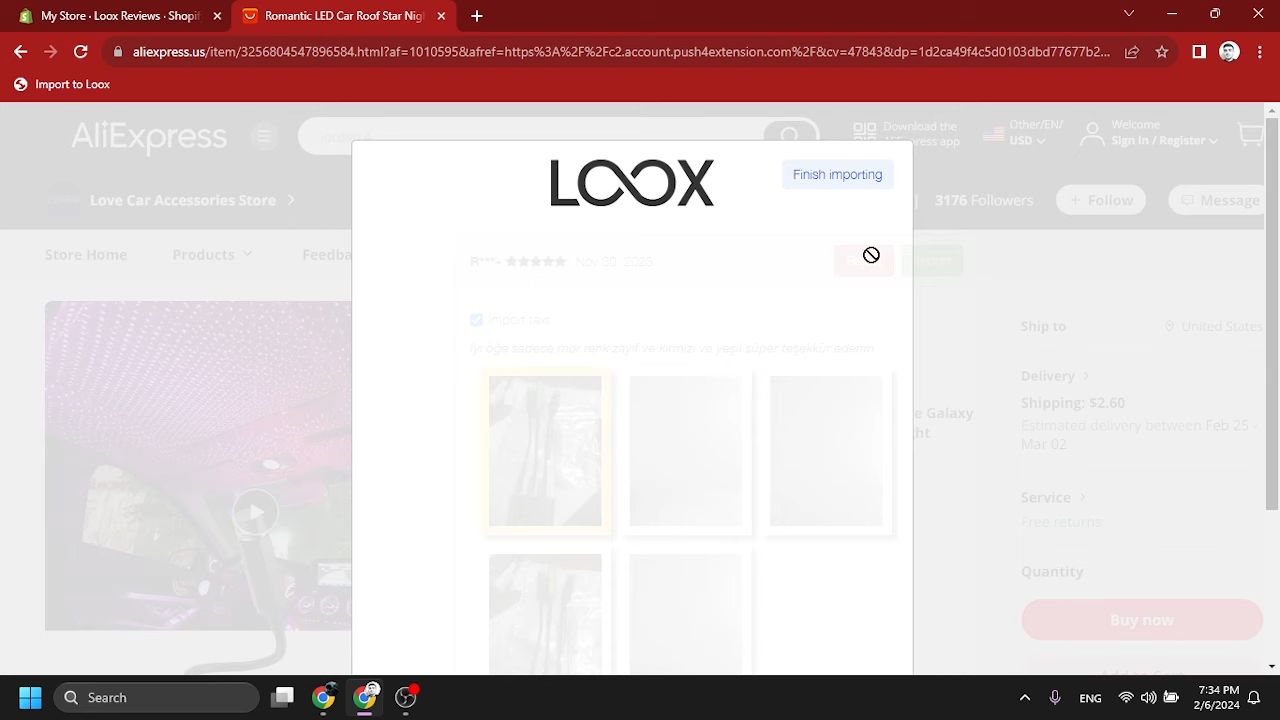 My Store · Reviews · Shopif
Romantic LED Car Roof Star Nigh
aliexpress.us/item/3256804547896584.html?af=1010595&afref=https%3A%2F%2Fc2.account.push4extension.com%2F&cv=478438&dp=1d2ca49f4c5d0103dbd77677b2...
Import to Loox
AliExpress
Download the
AliExpress app
Other/EN/
USD
Welcome
Sign in / Register
LOOX
Finish importing
Love Car Accessories Store
3176 Followers
+ Follow
Message
Store Home
Products
Feedba
R***- ★★★★★ Nov 09, 2023
Import text
İyi öğe sadece mor renk zayıf ve kırmızı ve yeşil süper teşekkür ederim
Ship to
United States
Delivery
e Galaxy
ght
Shipping: $2.60
Estimated delivery between Feb 25 -
Mar 02
Service
Free returns
Quantity
Buy now
Search
ENG
7:34 PM
2/6/2024